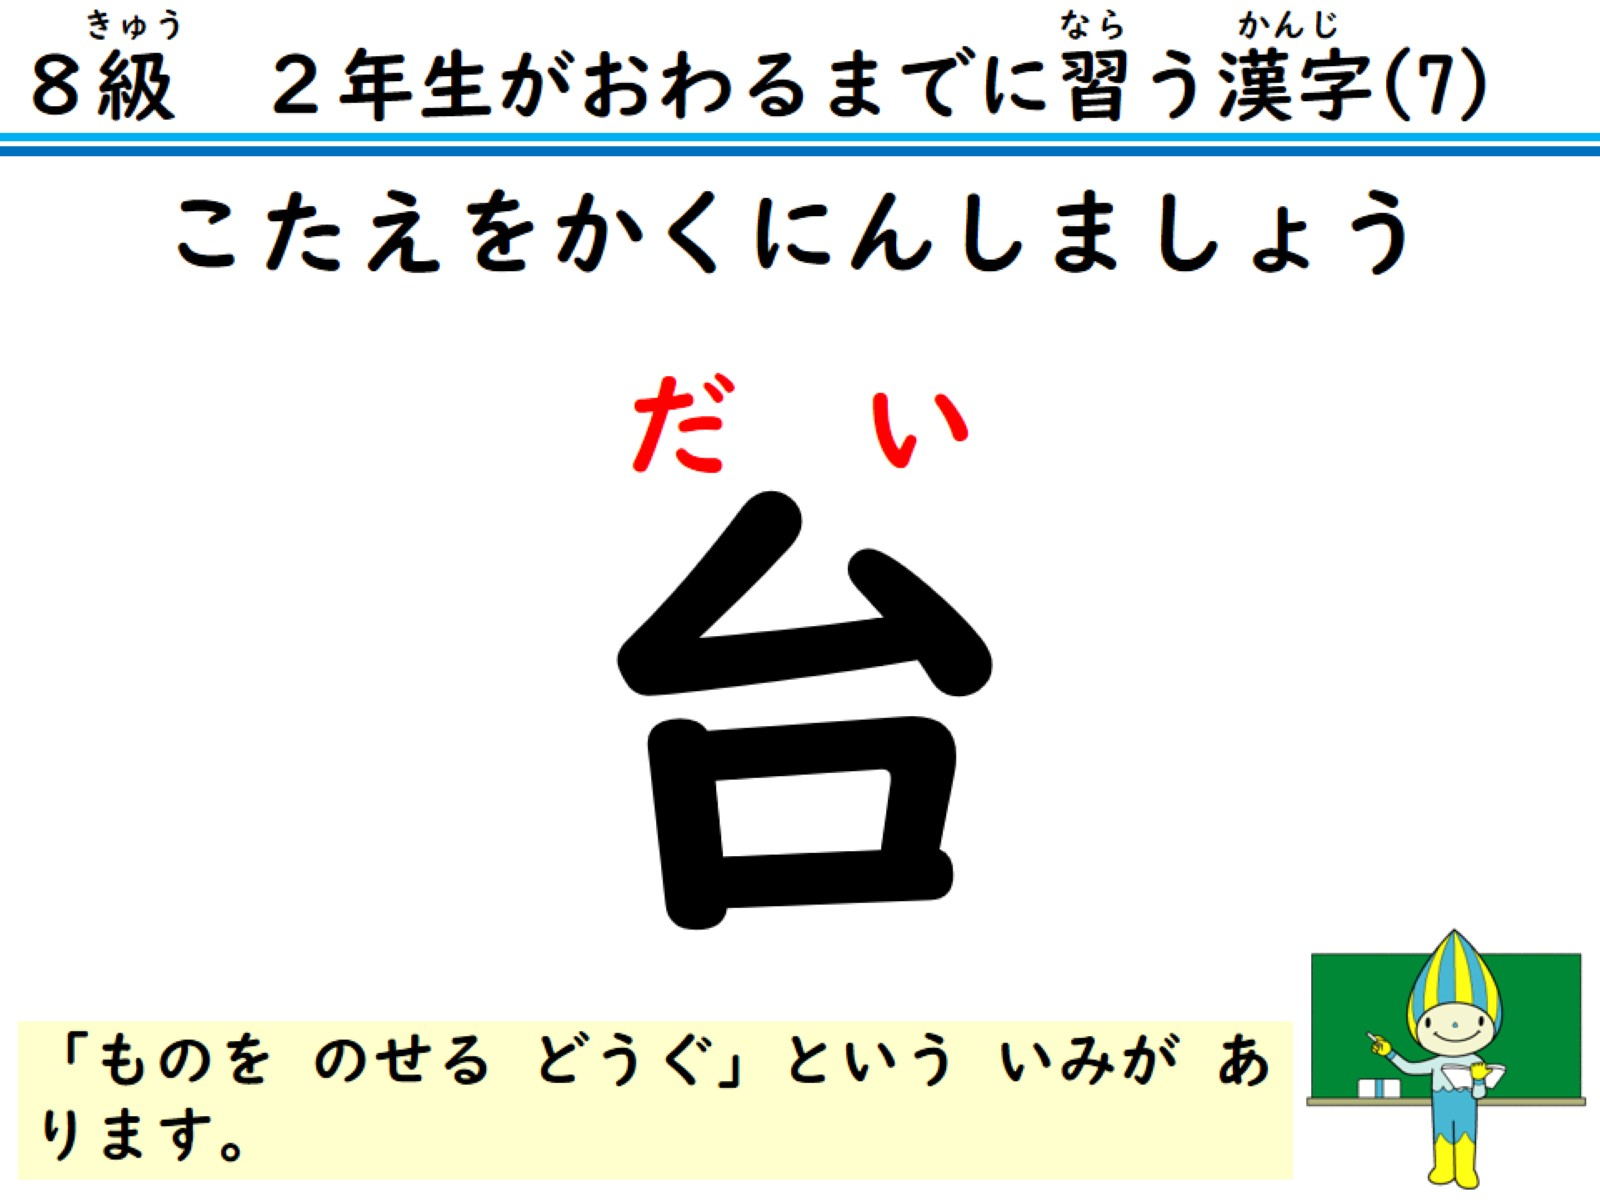 きゅう なら かんじ
８級　２年生がおわるまでに習う漢字(7)
こたえをかくにんしましょう
だ　い
台
「ものを のせる どうぐ」という いみが あ
ります。